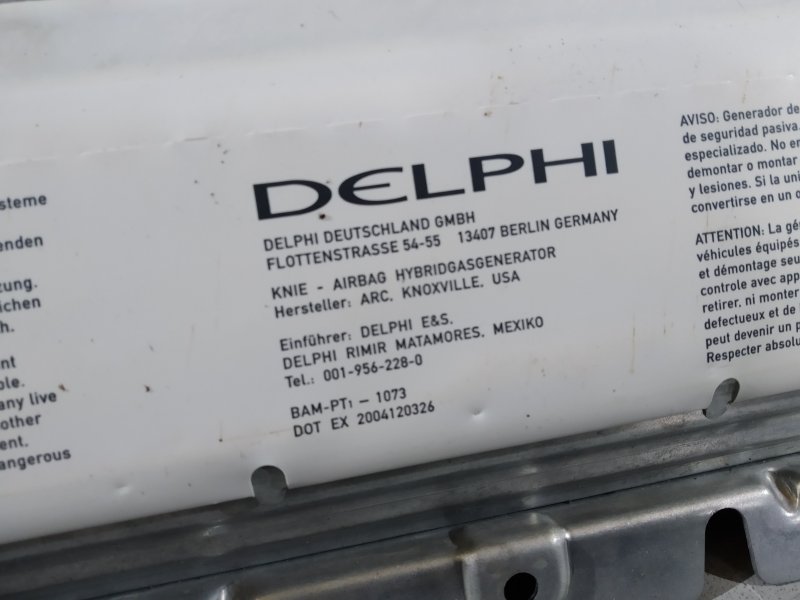 steme
enden
zung.
ichen
h.
nt
ole.
any live
other
ent.
angerous
DELPHI
DELPHI DEUTSCHLAND GMBH
FLOTTENSTRASSE 54-55 13407 BERLIN GERMANY
KNIE - AIRBAG HYBRIDGASGENERATOR
Hersteller: ARC. KNOXVILLE. USA
Einführer: DELPHI E&S.
DELPHI RIMIR MATAMORES. MEXIKO
Tel.: 001-956-228-0
BAM-PT1 – 1073
DOT EX 2004120326
AVISO: Generador de
de seguridad pasiva.
especializado. No en
demontar o montar
y lesiones. Si la uni
convertirse en un o
ATTENTION: La gé
véhicules équipés
et démontage seu
controle avec app
retirer. ni monter
defectueux et de
peut devenir un p
Respecter absolu